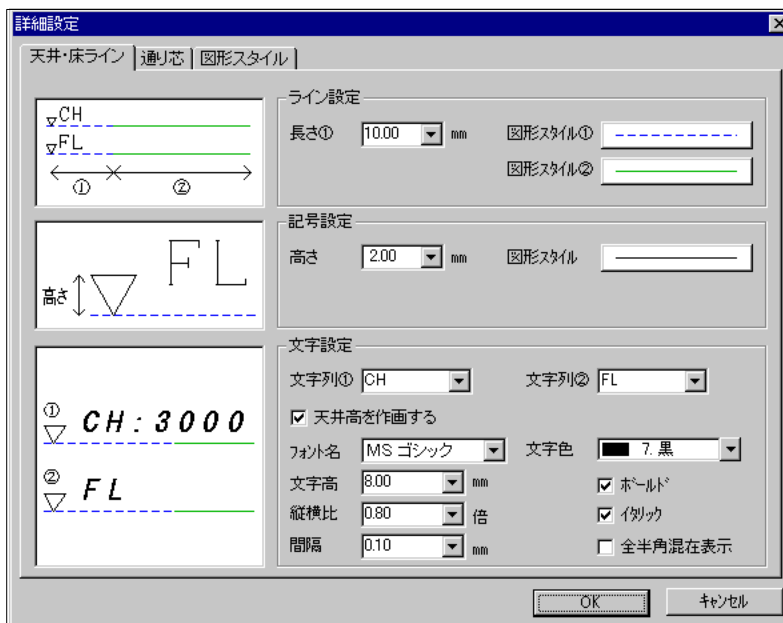 詳細設定
天井・床ライン 通り芯 図形スタイル
CH
FL
① ②
ライン設定
長さ① 10.00 mm 図形スタイル①
図形スタイル②
高さ FL
記号設定
高さ 2.00 mm 図形スタイル
① CH:3000
② FL
文字設定
文字列① CH 文字列② FL
天井高を作画する
フォント名 MS ゴシック 文字色 7. 黒
文字高 8.00 mm ボールド
縦横比 0.80 倍 イタリック
間隔 0.10 mm 全半角混在表示
OK キャンセル